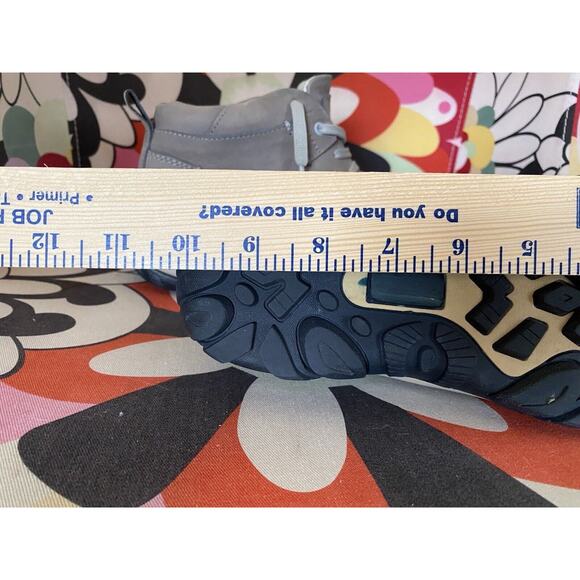 JOB
• Primer • T
Do you have it all covered?
12 11 10 9 8 7 6 5